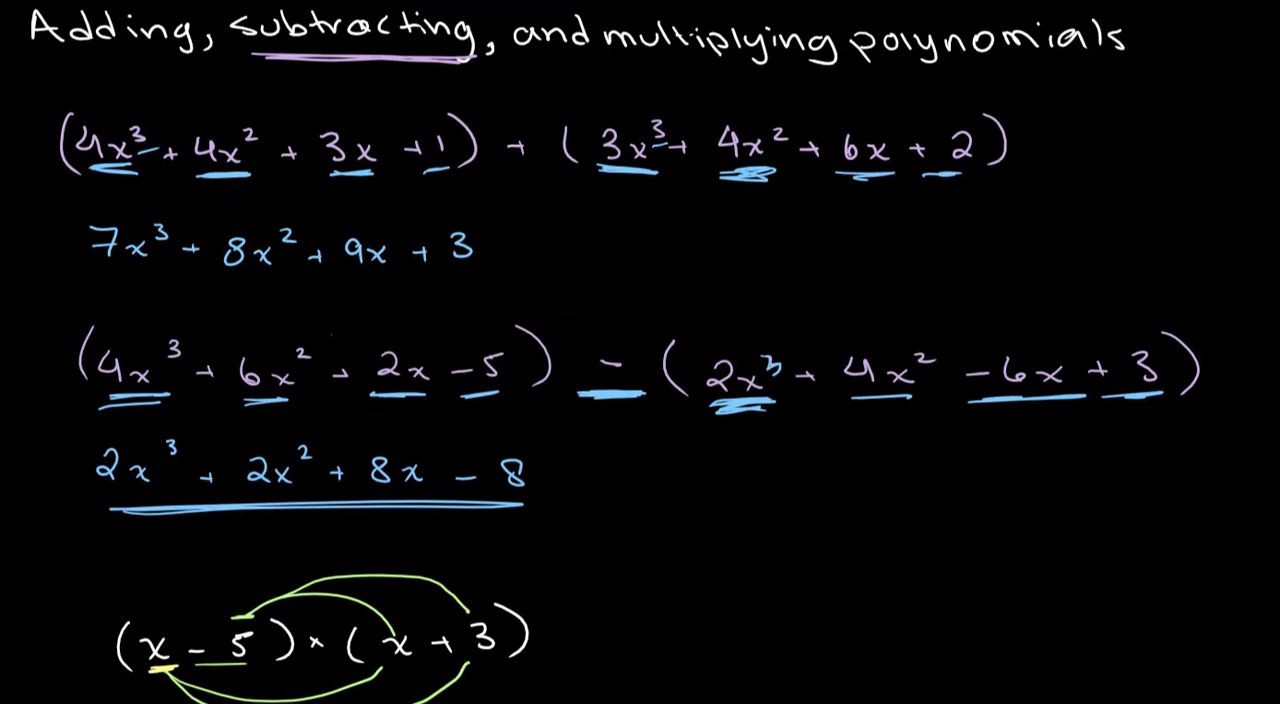 Adding, subtracting, and multiplying polynomials
(4x³ + 4x² + 3x + 1) + (3x³ + 4x² + 6x + 2)
7x³ + 8x² + 9x + 3
(4x³ + 6x² + 2x - 5) - (2x³ + 4x² - 6x + 3)
2x³ + 2x² + 8x - 8
(x - 5) × (x + 3)